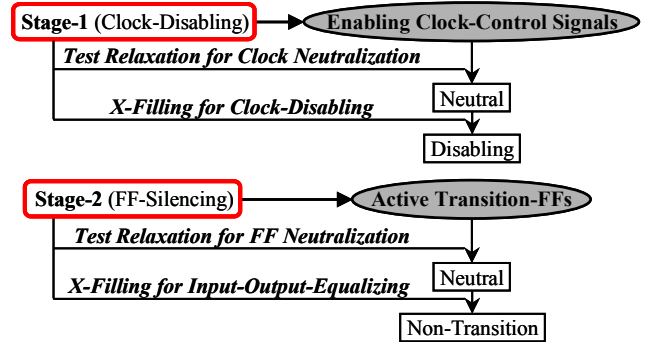 Stage-1 (Clock-Disabling)
Enabling Clock-Control Signals
Test Relaxation for Clock Neutralization
Neutral
X-Filling for Clock-Disabling
Disabling
Stage-2 (FF-Silencing)
Active Transition-FFs
Test Relaxation for FF Neutralization
Neutral
X-Filling for Input-Output-Equalizing
Non-Transition